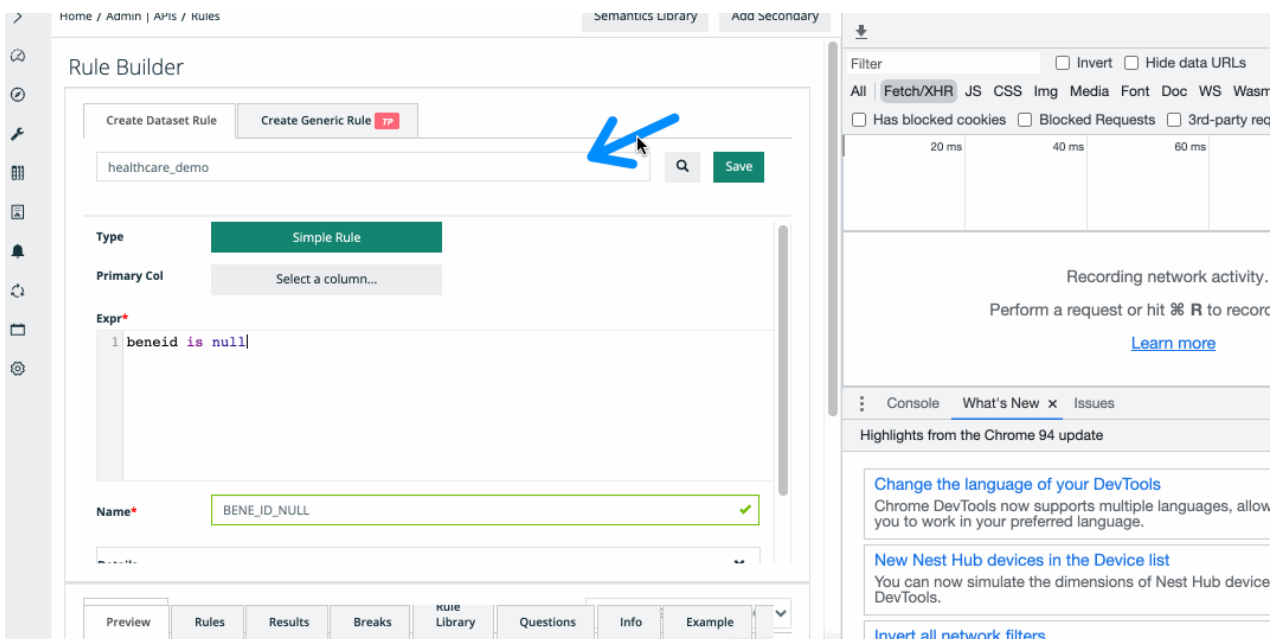 Home / Admin | APIs / Rules
Semantics Library
Add Secondary
Rule Builder
Create Dataset Rule
Create Generic Rule TP
healthcare_demo
Save
Type
Simple Rule
Primary Col
Select a column...
Expr*
1 beneid is null
Name*
BENE_ID_NULL
Details
Preview
Rules
Results
Breaks
Rule
Library
Questions
Info
Example
Filter
Invert
Hide data URLs
All Fetch/XHR JS CSS Img Media Font Doc WS Wasm
Has blocked cookies
Blocked Requests
3rd-party req
20 ms
40 ms
60 ms
Recording network activity.
Perform a request or hit ⌘ R to record
Learn more
Console
What's New ×
Issues
Highlights from the Chrome 94 update
Change the language of your DevTools
Chrome DevTools now supports multiple languages, allow
you to work in your preferred language.
New Nest Hub devices in the Device list
You can now simulate the dimensions of Nest Hub device
DevTools.
Invert all network filters